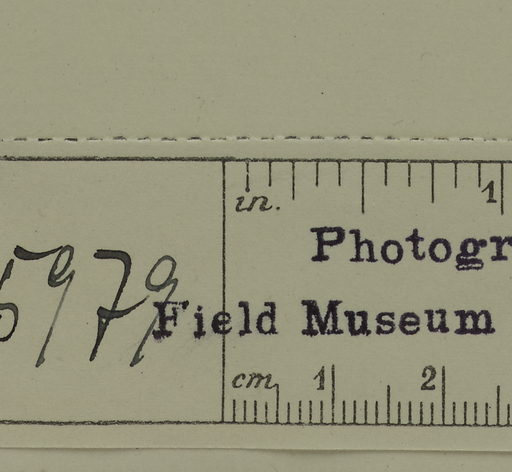 in. 1
Photogr
5979
Field Museum
cm 1 2